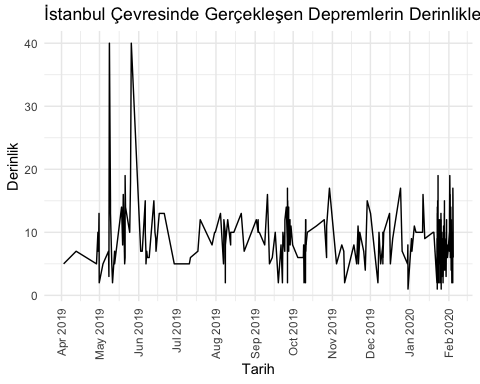 İstanbul Çevresinde Gerçekleşen Depremlerin Derinlikle
40
30
20
10
0
Derinlik
Apr 2019
May 2019
Jun 2019
Jul 2019
Aug 2019
Sep 2019
Oct 2019
Nov 2019
Dec 2019
Jan 2020
Feb 2020
Tarih